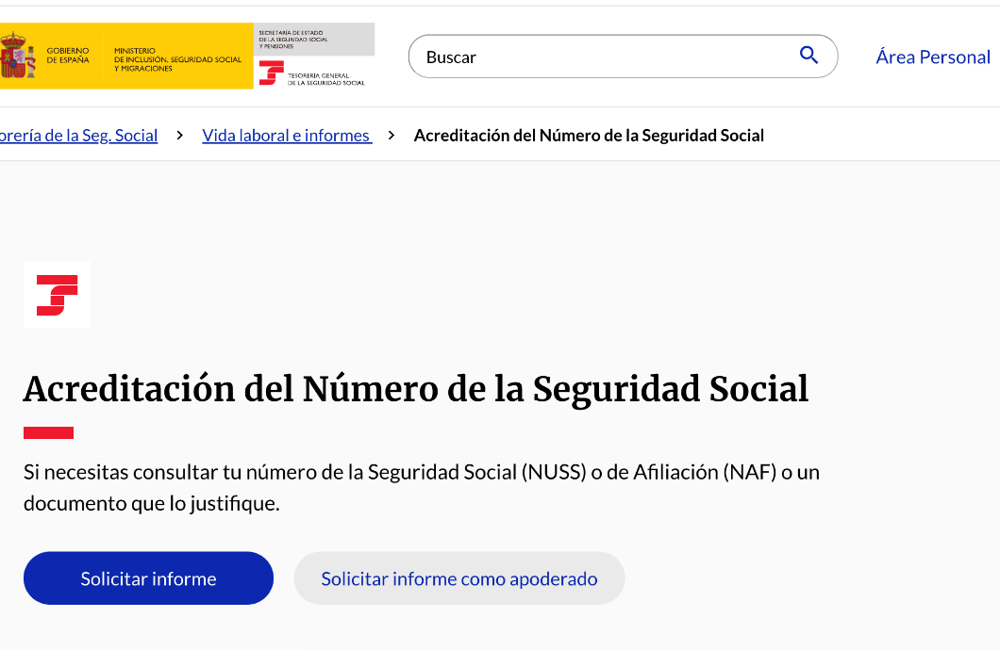 GOBIERNO
DE ESPAÑA
MINISTERIO
DE INCLUSIÓN, SEGURIDAD SOCIAL
Y MIGRACIONES
SECRETARÍA DE ESTADO
DE LA SEGURIDAD SOCIAL
Y PENSIONES
TESORERÍA GENERAL
DE LA SEGURIDAD SOCIAL
Buscar
Área Personal
orería de la Seg. Social > Vida laboral e informes > Acreditación del Número de la Seguridad Social
Acreditación del Número de la Seguridad Social
Si necesitas consultar tu número de la Seguridad Social (NUSS) o de Afiliación (NAF) o un
documento que lo justifique.
Solicitar informe
Solicitar informe como apoderado